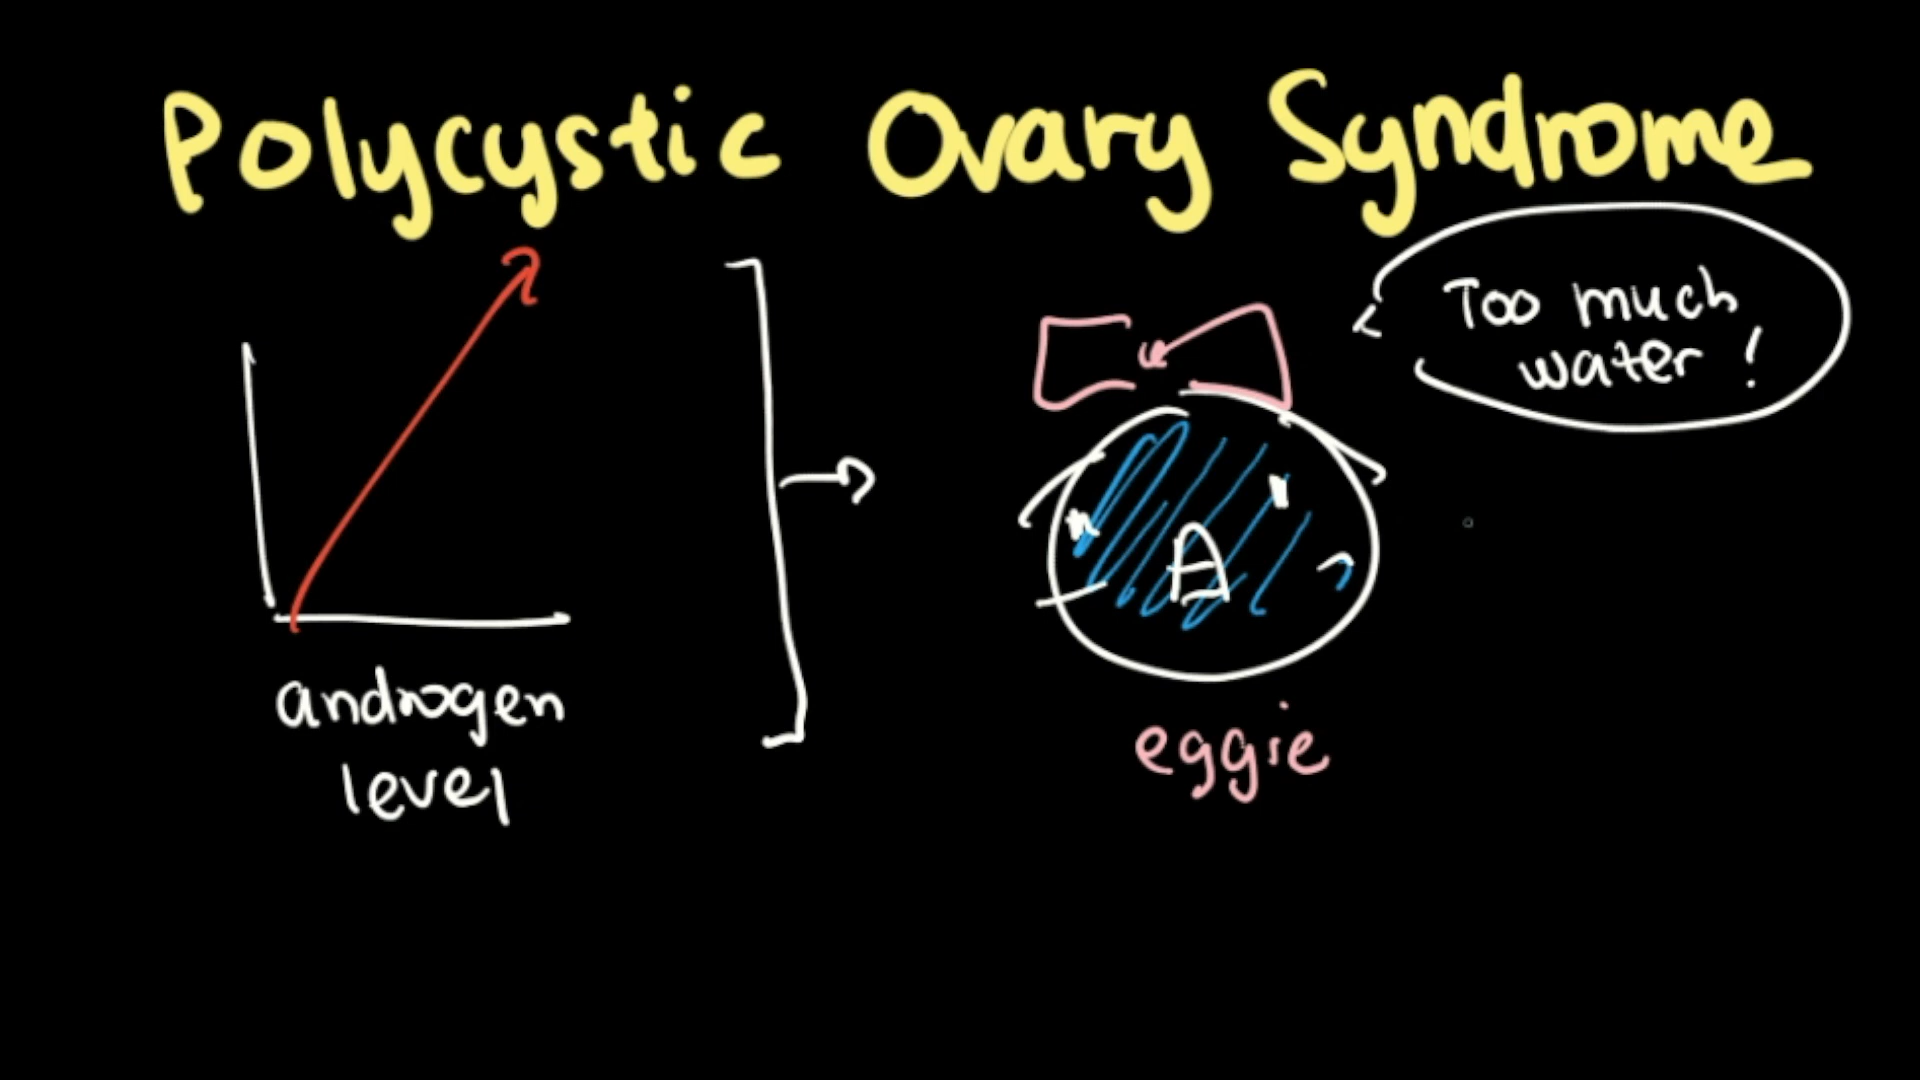 Polycystic Ovary Syndrome
Too much
water!
androgen
level
eggie